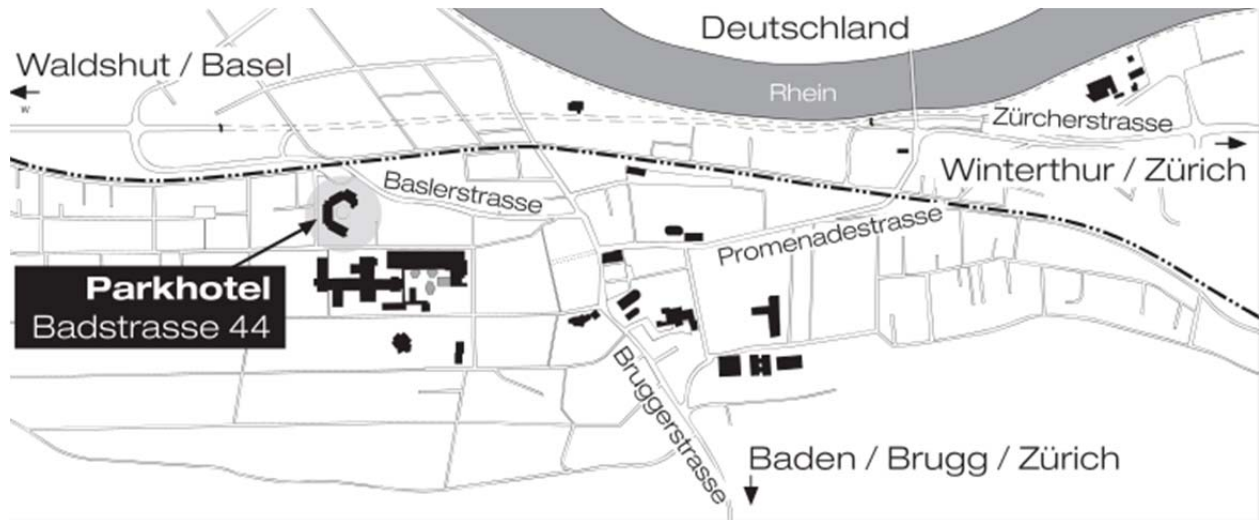 Deutschland
Waldshut / Basel
W
Rhein
Zürcherstrasse
Winterthur / Zürich
Baslerstrasse
Promenadestrasse
Parkhotel
Badstrasse 44
Bruggerstrasse
Baden / Brugg / Zürich